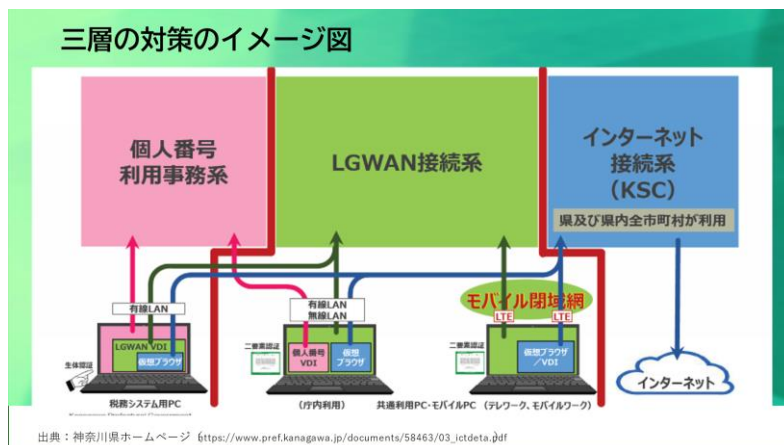 三層の対策のイメージ図
個人番号
利用事務系
LGWAN接続系
インターネット
接続系
（KSC）
県及び県内全市町村が利用
有線LAN
有線LAN
無線LAN
モバイル閉域網
LTE
LTE
LGWAN VDI
仮想ブラウザ
生体認証
二要素認証
個人番号
VDI
仮想
ブラウザ
二要素認証
仮想ブラウザ
／VDI
税務システム用PC
（庁内利用）
共通利用PC・モバイルPC
（テレワーク、モバイルワーク）
インターネット
出典：神奈川県ホームページ（https://www.pref.kanagawa.jp/documents/58463/03_ictdeta.pdf）